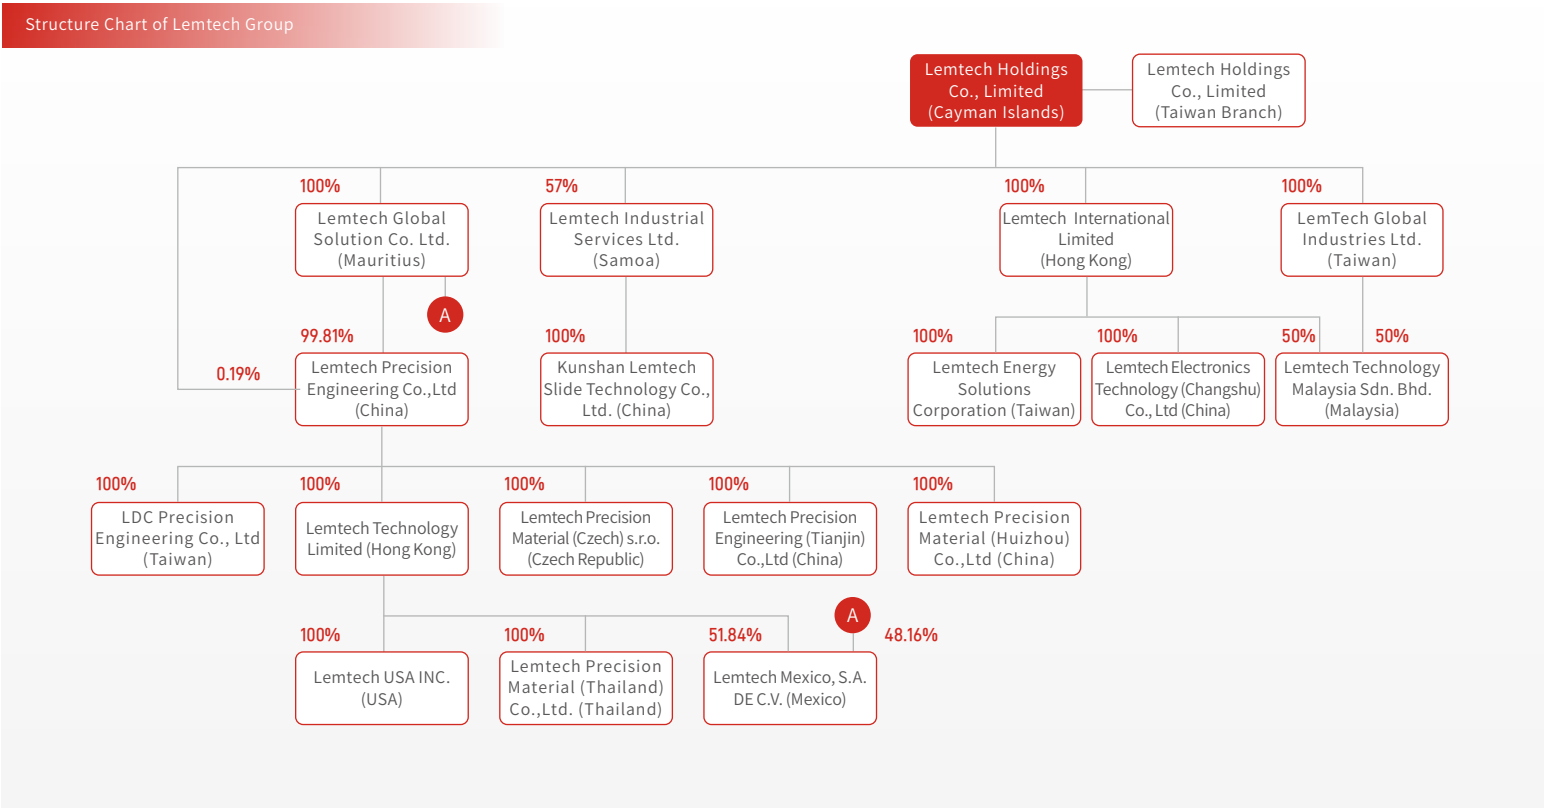 Structure Chart of Lemtech Group
Lemtech Holdings
Co., Limited
(Cayman Islands)
Lemtech Holdings
Co., Limited
(Taiwan Branch)
100%
Lemtech Global
Solution Co. Ltd.
(Mauritius)
57%
Lemtech Industrial
Services Ltd.
(Samoa)
100%
Lemtech International
Limited
(Hong Kong)
100%
LemTech Global
Industries Ltd.
(Taiwan)
A
0.19%
99.81%
Lemtech Precision
Engineering Co.,Ltd
(China)
100%
Kunshan Lemtech
Slide Technology Co.,
Ltd. (China)
100%
Lemtech Energy
Solutions
Corporation (Taiwan)
100%
Lemtech Electronics
Technology (Changshu)
Co., Ltd (China)
50%
50%
Lemtech Technology
Malaysia Sdn. Bhd.
(Malaysia)
100%
LDC Precision
Engineering Co., Ltd
(Taiwan)
100%
Lemtech Technology
Limited (Hong Kong)
100%
Lemtech Precision
Material (Czech) s.r.o.
(Czech Republic)
100%
Lemtech Precision
Engineering (Tianjin)
Co.,Ltd (China)
100%
Lemtech Precision
Material (Huizhou)
Co.,Ltd (China)
100%
Lemtech USA INC.
(USA)
100%
Lemtech Precision
Material (Thailand)
Co.,Ltd. (Thailand)
51.84%
A
48.16%
Lemtech Mexico, S.A.
DE C.V. (Mexico)